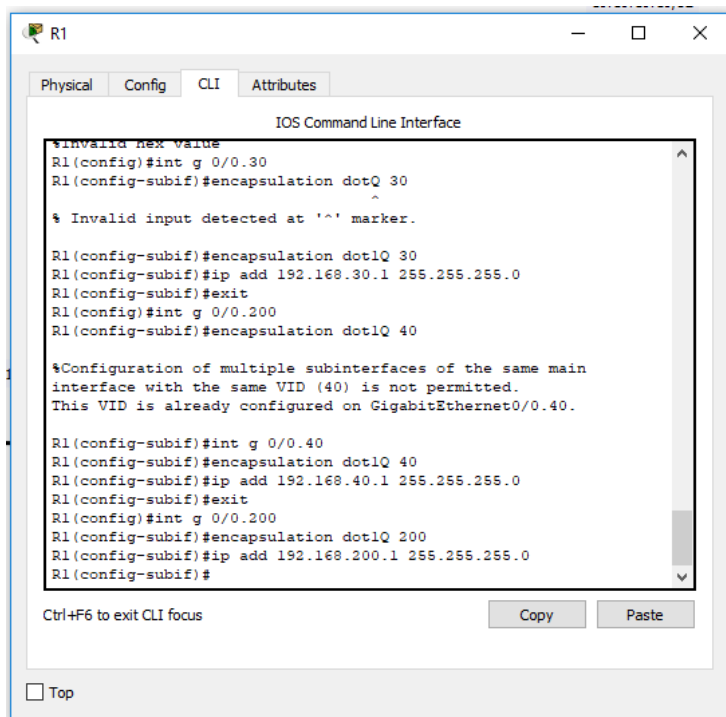 R1
Physical Config CLI Attributes
IOS Command Line Interface
%Invalid hex value
R1(config)#int g 0/0.30
R1(config-subif)#encapsulation dotQ 30
^
% Invalid input detected at '^' marker.
R1(config-subif)#encapsulation dot1Q 30
R1(config-subif)#ip add 192.168.30.1 255.255.255.0
R1(config-subif)#exit
R1(config)#int g 0/0.200
R1(config-subif)#encapsulation dot1Q 40
%Configuration of multiple subinterfaces of the same main
interface with the same VID (40) is not permitted.
This VID is already configured on GigabitEthernet0/0.40.
R1(config-subif)#int g 0/0.40
R1(config-subif)#encapsulation dot1Q 40
R1(config-subif)#ip add 192.168.40.1 255.255.255.0
R1(config-subif)#exit
R1(config)#int g 0/0.200
R1(config-subif)#encapsulation dot1Q 200
R1(config-subif)#ip add 192.168.200.1 255.255.255.0
R1(config-subif)#
Ctrl+F6 to exit CLI focus
Copy Paste
Top